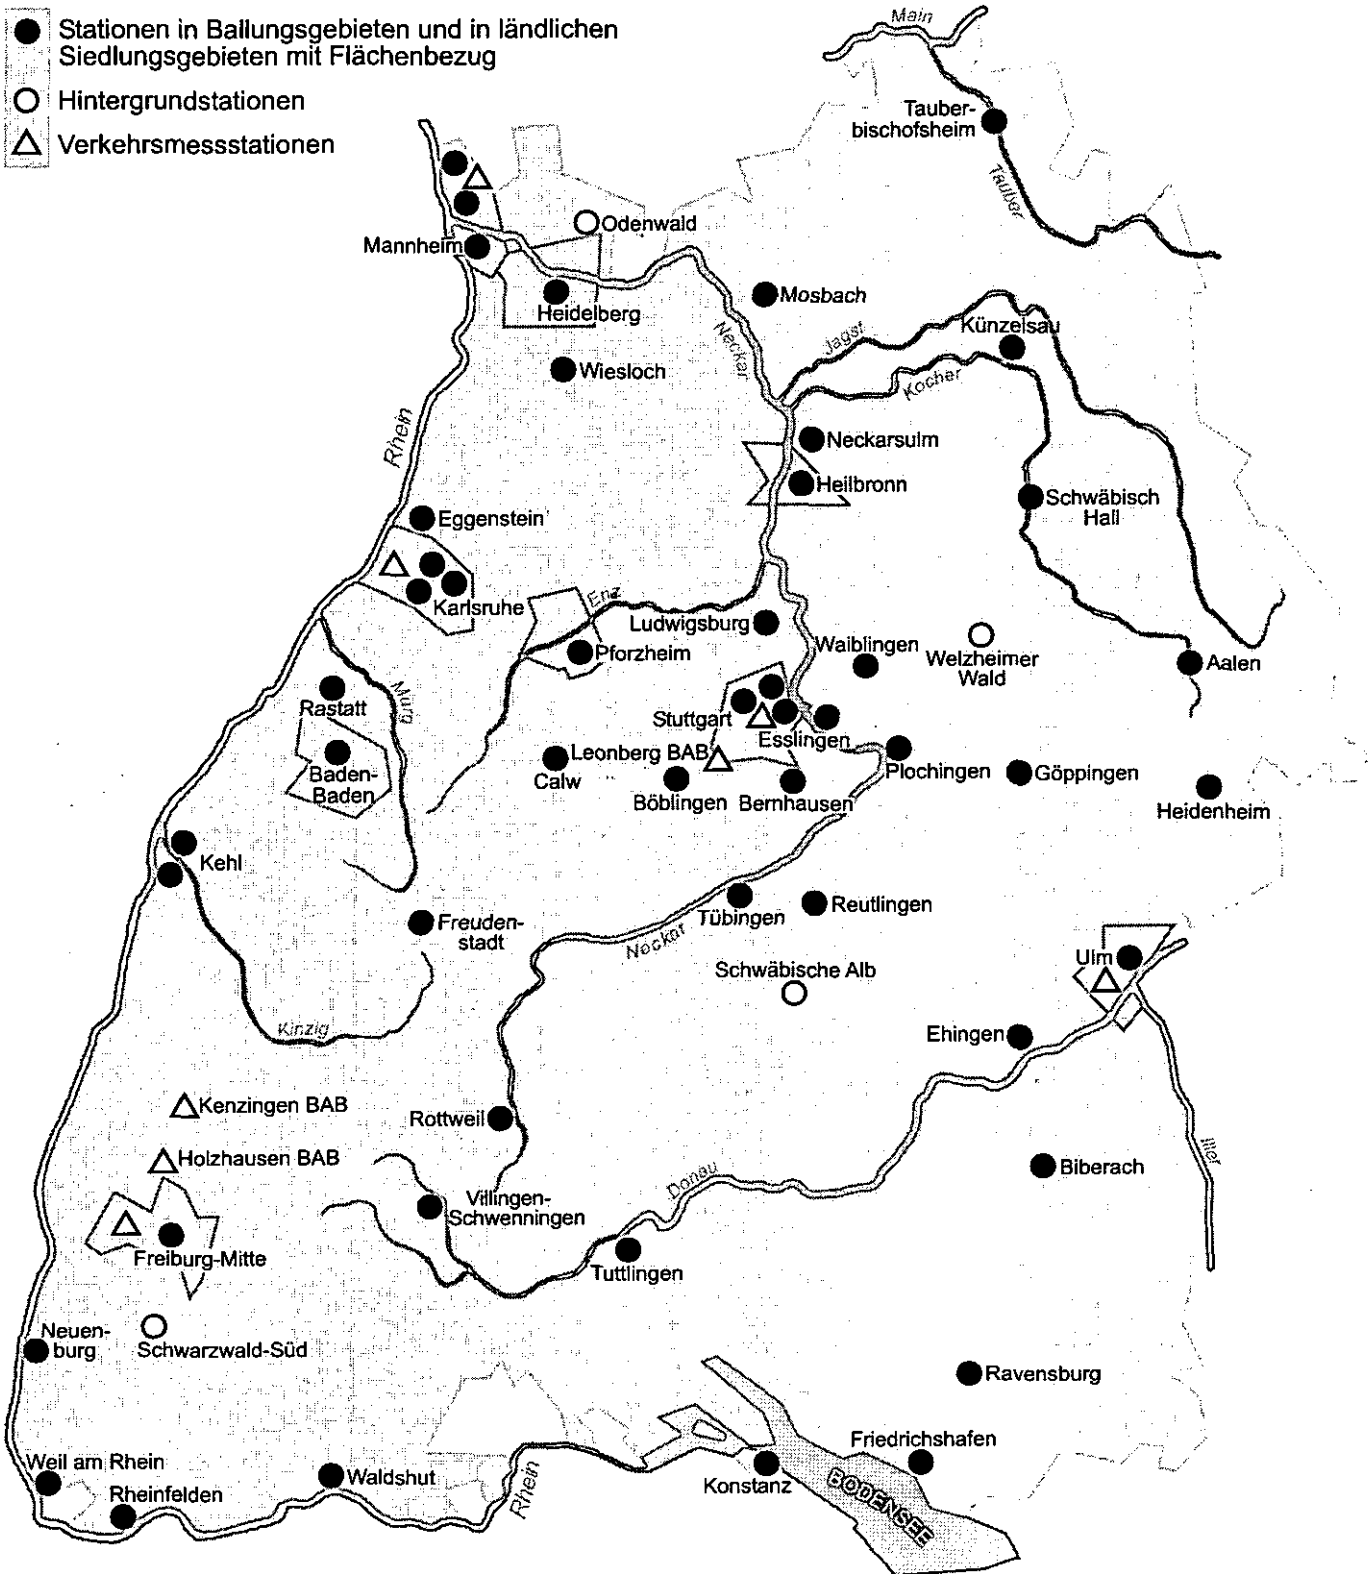 Stationen in Ballungsgebieten und in ländlichen
Siedlungsgebieten mit Flächenbezug
Hintergrundstationen
Verkehrsmessstationen
Main
Tauber-
bischofsheim
Tauber
Odenwald
Mannheim
Heidelberg
Mosbach
Neckar
Jagst
Künzelsau
Kocher
Wiesloch
Rhein
Neckarsulm
Heilbronn
Schwäbisch
Hall
Eggenstein
Karlsruhe
Enz
Ludwigsburg
Pforzheim
Waiblingen
Welzheimer
Wald
Aalen
Rastatt
Murg
Stuttgart
Esslingen
Leonberg BAB
Calw
Böblingen
Bernhausen
Plochingen
Göppingen
Heidenheim
Baden-
Baden
Kehl
Freuden-
stadt
Tübingen
Reutlingen
Neckar
Schwäbische Alb
Ulm
Ehingen
Kinzig
Kenzingen BAB
Rottweil
Holzhausen BAB
Biberach
Iller
Donau
Villingen-
Schwenningen
Freiburg-Mitte
Tuttlingen
Neuen-
burg
Schwarzwald-Süd
Ravensburg
Friedrichshafen
Weil am Rhein
Rheinfelden
Waldshut
Rhein
Konstanz
BODENSEE